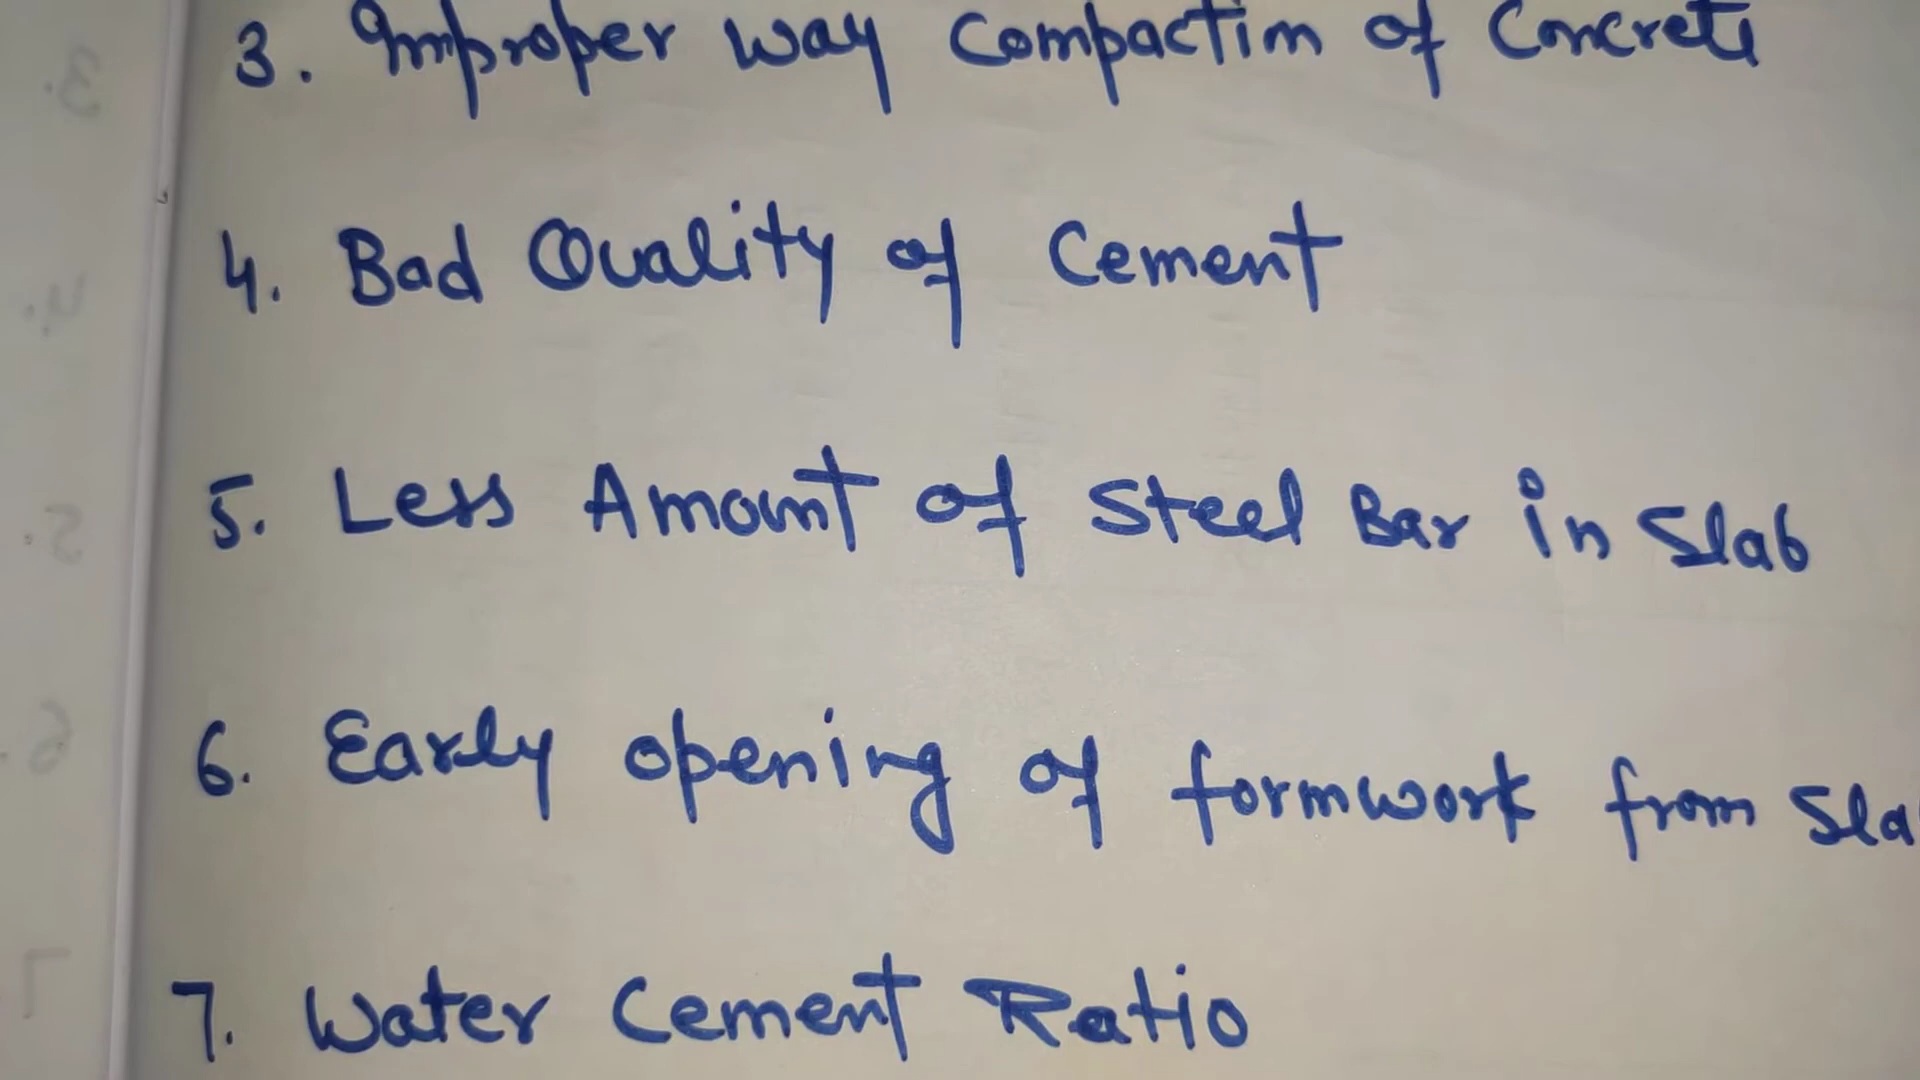 3. Improper way Compaction of Concrete
4. Bad Quality of Cement
5. Less Amount of Steel Bar in Slab
6. Early opening of formwork from Sla
7. Water Cement Ratio